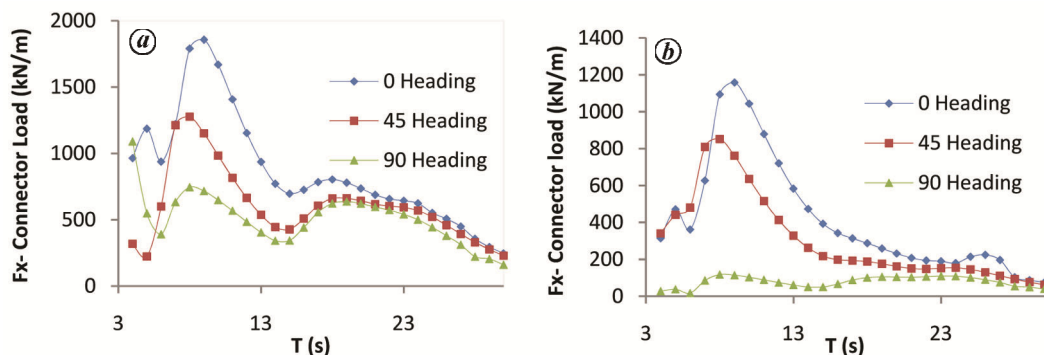 a
Fx- Connector Load (kN/m)
2000
1500
1000
500
0
3
13
23
T (s)
0 Heading
45 Heading
90 Heading
b
Fx- Connector load (kN/m)
1400
1200
1000
800
600
400
200
0
3
13
23
T (s)
0 Heading
45 Heading
90 Heading